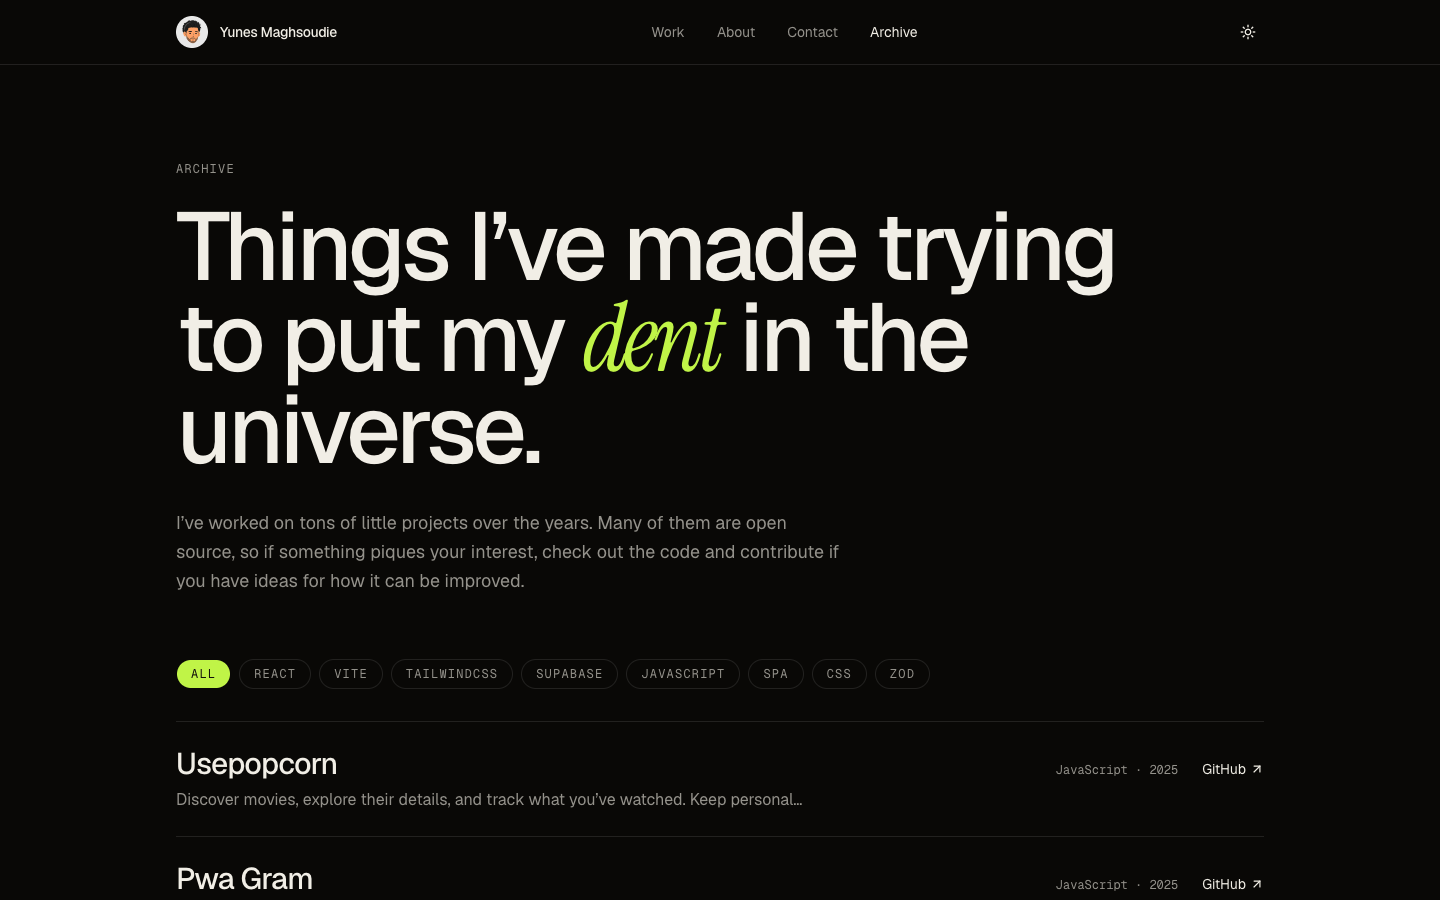 Yunes Maghsoudie
Work
About
Contact
Archive
ARCHIVE
Things I’ve made trying
to put my dent in the
universe.
I’ve worked on tons of little projects over the years. Many of them are open
source, so if something piques your interest, check out the code and contribute if
you have ideas for how it can be improved.
ALL
REACT
VITE
TAILWINDCSS
SUPABASE
JAVASCRIPT
SPA
CSS
ZOD
Usepopcorn
JavaScript · 2025
GitHub
Discover movies, explore their details, and track what you’ve watched. Keep personal…
Pwa Gram
JavaScript · 2025
GitHub